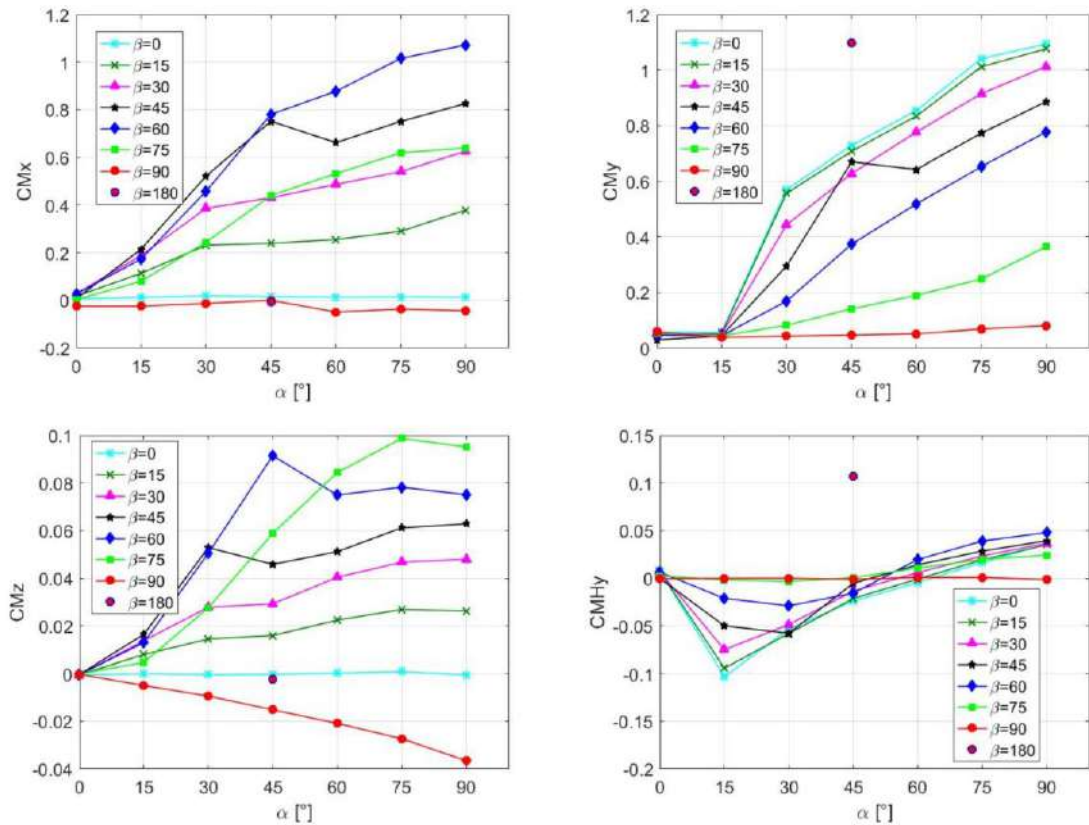 1.2
1
0.8
0.6
0.4
0.2
0
-0.2
CMx
β=0
β=15
β=30
β=45
β=60
β=75
β=90
β=180
0 15 30 45 60 75 90
α [°]
1.2
1
0.8
0.6
0.4
0.2
0
CMy
β=0
β=15
β=30
β=45
β=60
β=75
β=90
β=180
0 15 30 45 60 75 90
α [°]
0.1
0.08
0.06
0.04
0.02
0
-0.02
-0.04
CMz
β=0
β=15
β=30
β=45
β=60
β=75
β=90
β=180
0 15 30 45 60 75 90
α [°]
0.15
0.1
0.05
0
-0.05
-0.1
-0.15
-0.2
CMHy
β=0
β=15
β=30
β=45
β=60
β=75
β=90
β=180
0 15 30 45 60 75 90
α [°]